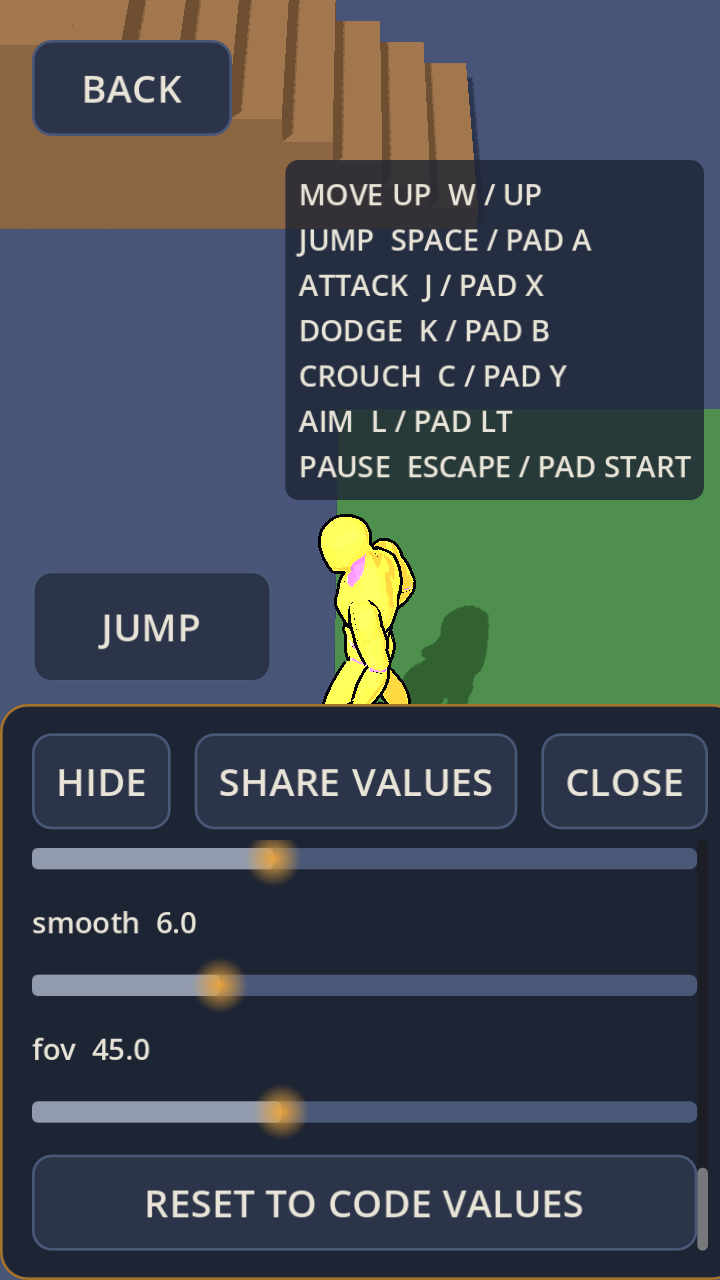 BACK
MOVE UP W / UP
JUMP SPACE / PAD A
ATTACK J / PAD X
DODGE K / PAD B
CROUCH C / PAD Y
AIM L / PAD LT
PAUSE ESCAPE / PAD START
JUMP
HIDE SHARE VALUES CLOSE
smooth 6.0
fov 45.0
RESET TO CODE VALUES